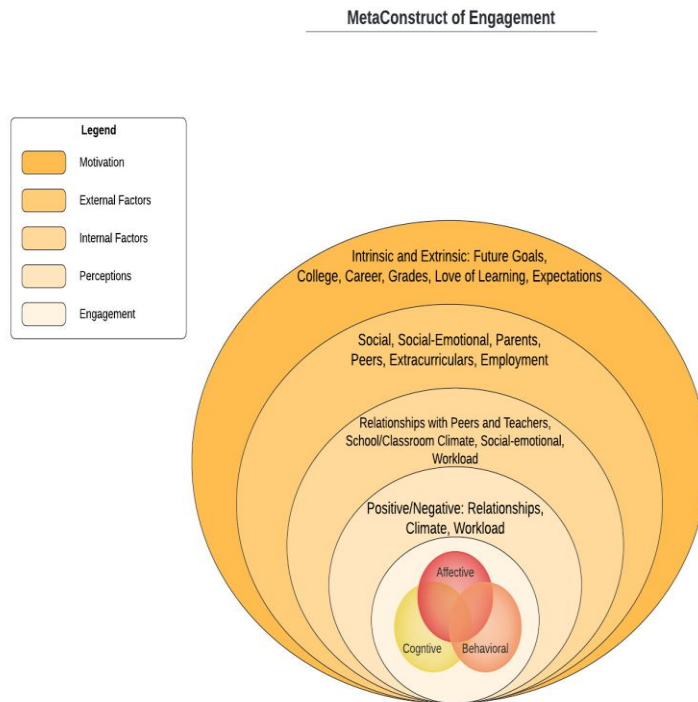 MetaConstruct of Engagement
Legend
Motivation
External Factors
Internal Factors
Perceptions
Engagement
Intrinsic and Extrinsic: Future Goals,
College, Career, Grades, Love of Learning, Expectations
Social, Social-Emotional, Parents,
Peers, Extracurriculars, Employment
Relationships with Peers and Teachers,
School/Classroom Climate, Social-emotional,
Workload
Positive/Negative: Relationships,
Climate, Workload
Affective
Cogntive
Behavioral